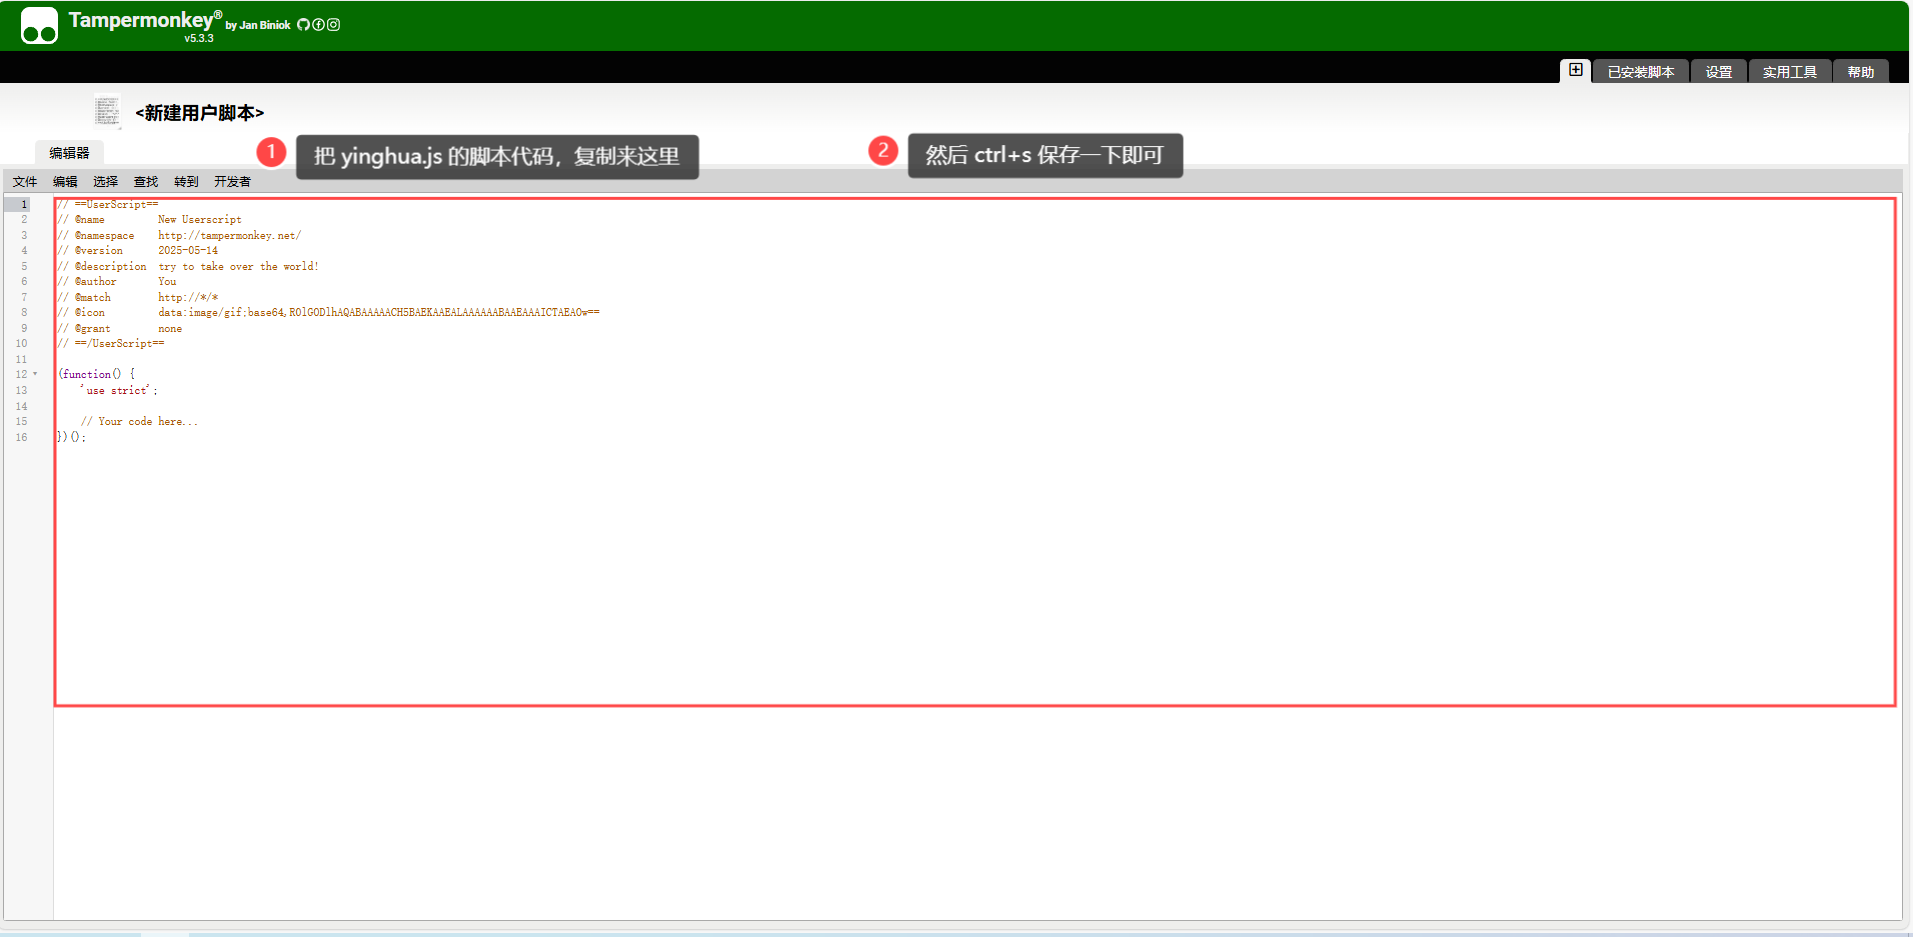 Tampermonkey® by Jan Biniok
v5.3.3
已安装脚本 设置 实用工具 帮助
<新建用户脚本>
编辑器
1 把 yinghua.js 的脚本代码，复制来这里
2 然后 ctrl+s 保存一下即可
文件 编辑 选择 查找 转到 开发者
1 // ==UserScript==
2 // @name         New Userscript
3 // @namespace    http://tampermonkey.net/
4 // @version      2025-05-14
5 // @description  try to take over the world!
6 // @author       You
7 // @match        http://*/*
8 // @icon         data:image/gif;base64,R0lGODlhAQABAAAAACH5BAEKAAEALAAAAAABAAEAAAICTAEAOw==
9 // @grant        none
10 // ==/UserScript==
11
12 (function() {
13     'use strict';
14
15     // Your code here...
16 })();